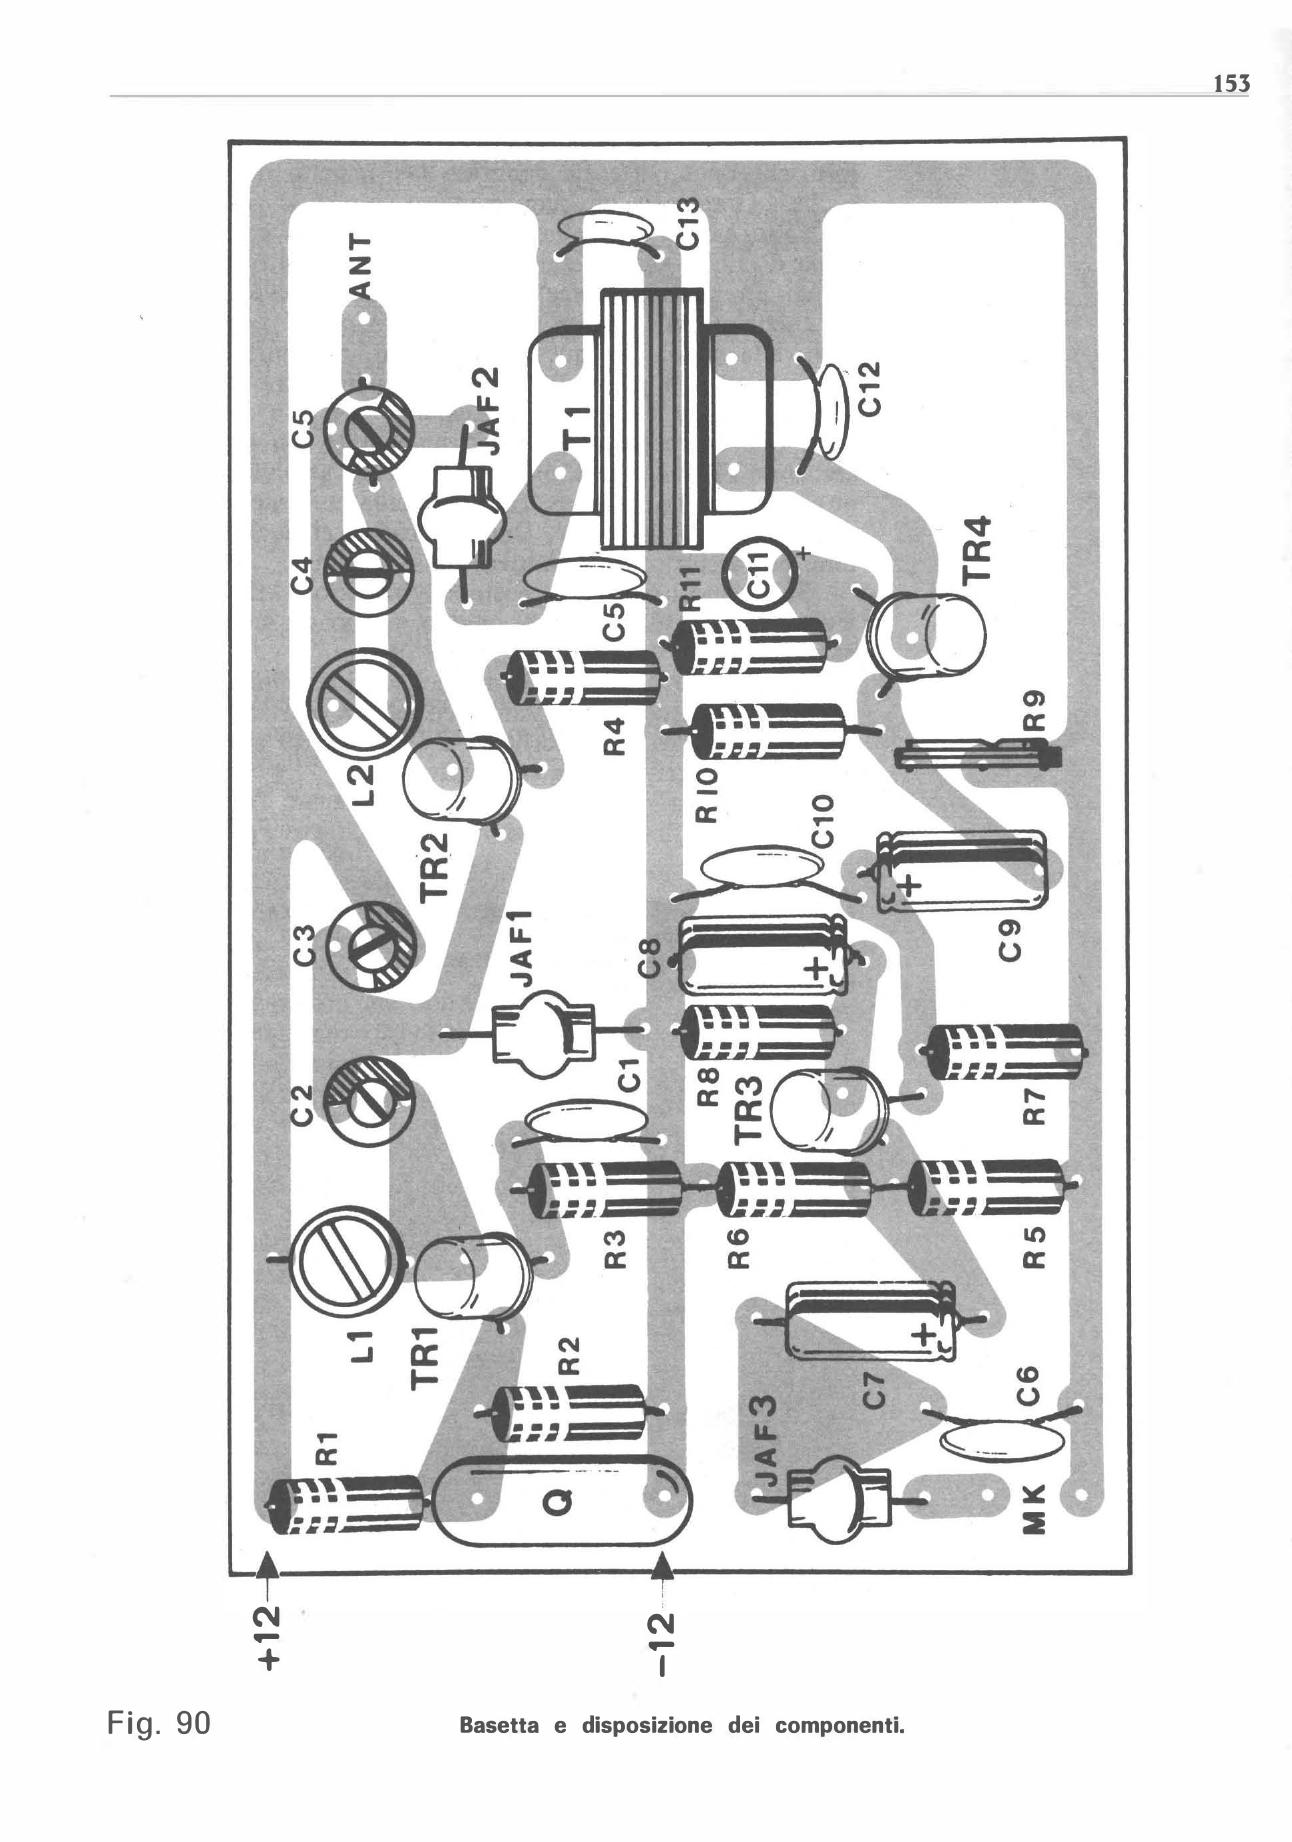 153
C13
ANT
C5
JAF2
T1
C12
C4
C5
R11
C11
+
TR4
L2
R4
R9
TR2
R10
C10
+
C3
JAF1
C8
+
C9
C2
C1
R8
TR3
R7
R3
R6
R5
L1
TR1
R2
+
C7
C6
R1
JAF3
Q
MK
+12
-12
Fig. 90
Basetta e disposizione dei componenti.